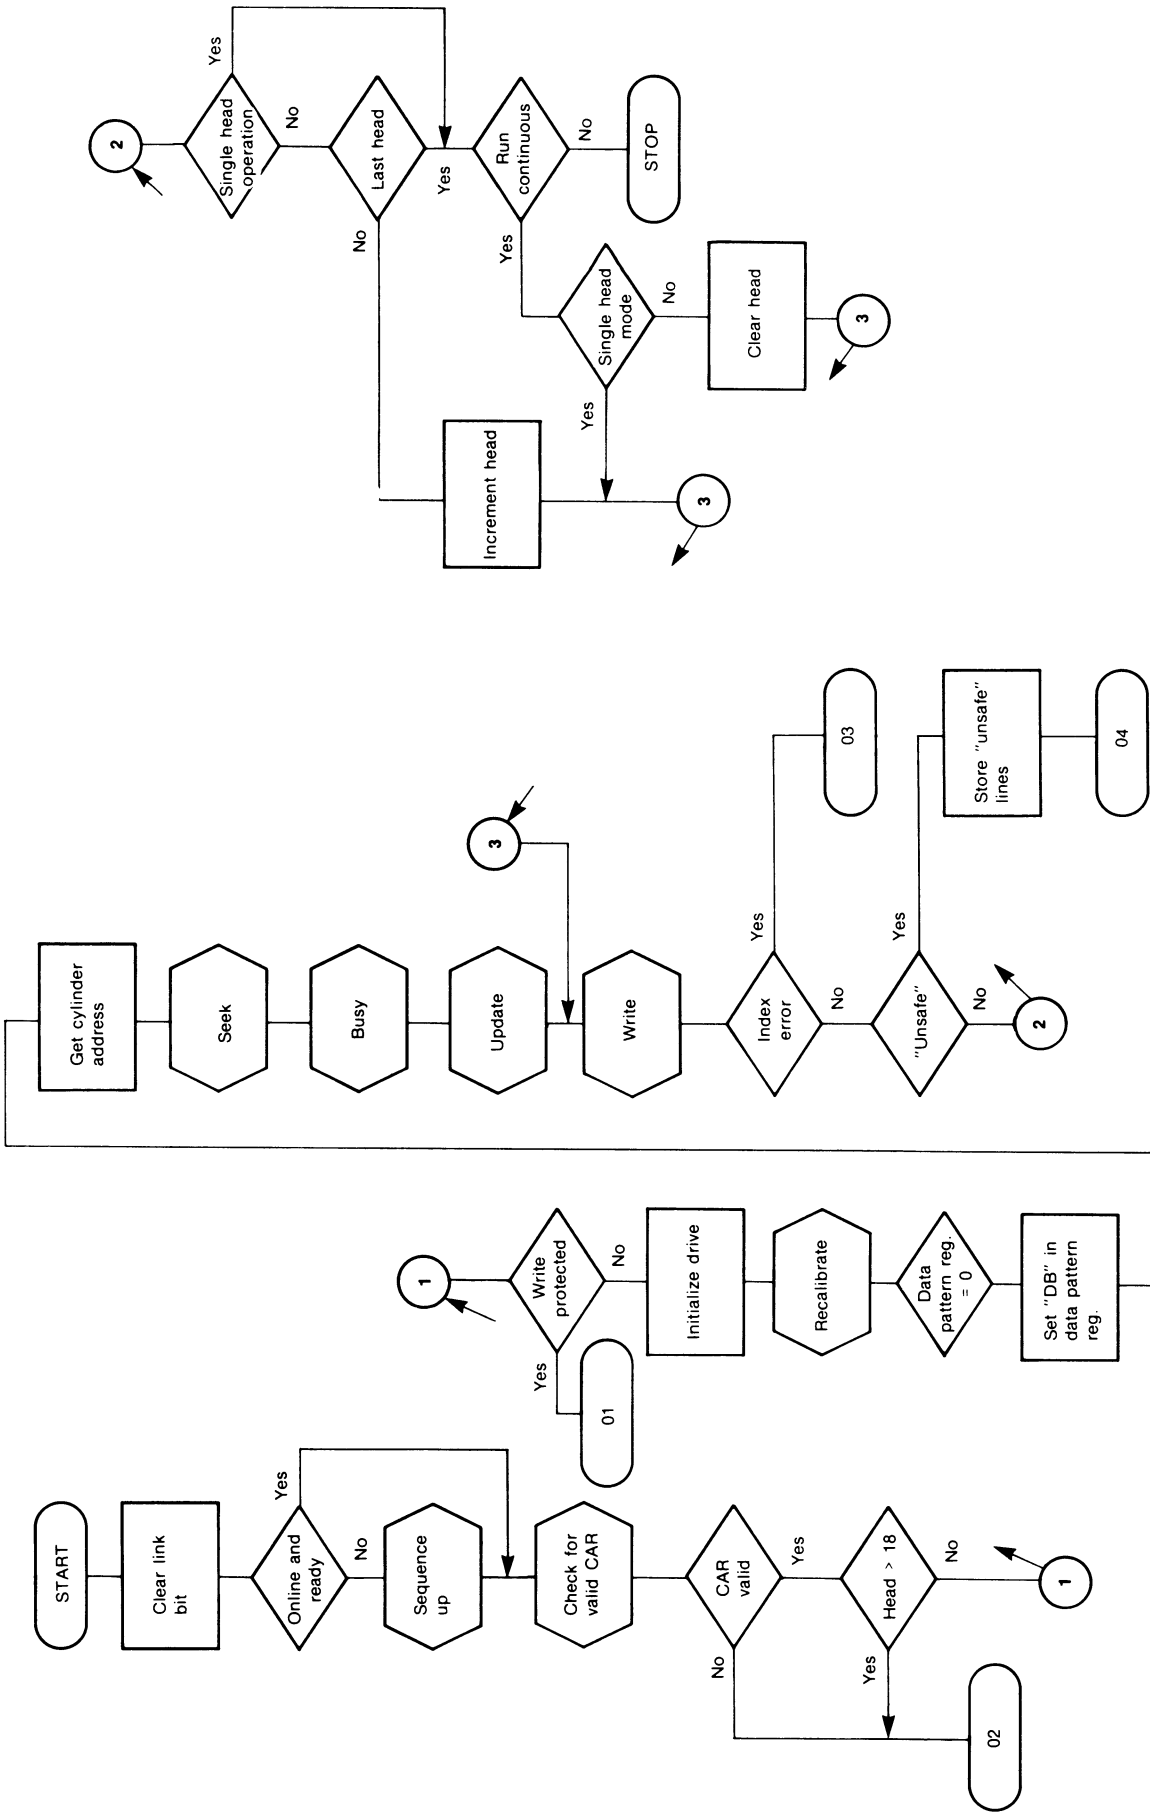 START
Clear link
bit
Online and
ready
Yes
No
Sequence
up
Check for
valid CAR
CAR
valid
No
Yes
Head > 18
Yes
No
02
1
1
Write
protected
Yes
No
01
Initialize drive
Recalibrate
Data
pattern reg.
= 0
Set "DB" in
data pattern
reg.
Get cylinder
address
Seek
Busy
Update
3
Write
Index
error
Yes
No
03
"Unsafe"
Yes
No
Store "unsafe"
lines
04
2
2
Single head
operation
Yes
No
Last head
No
Yes
Run
continuous
Yes
No
STOP
Single head
mode
Yes
No
Increment head
Clear head
3
3